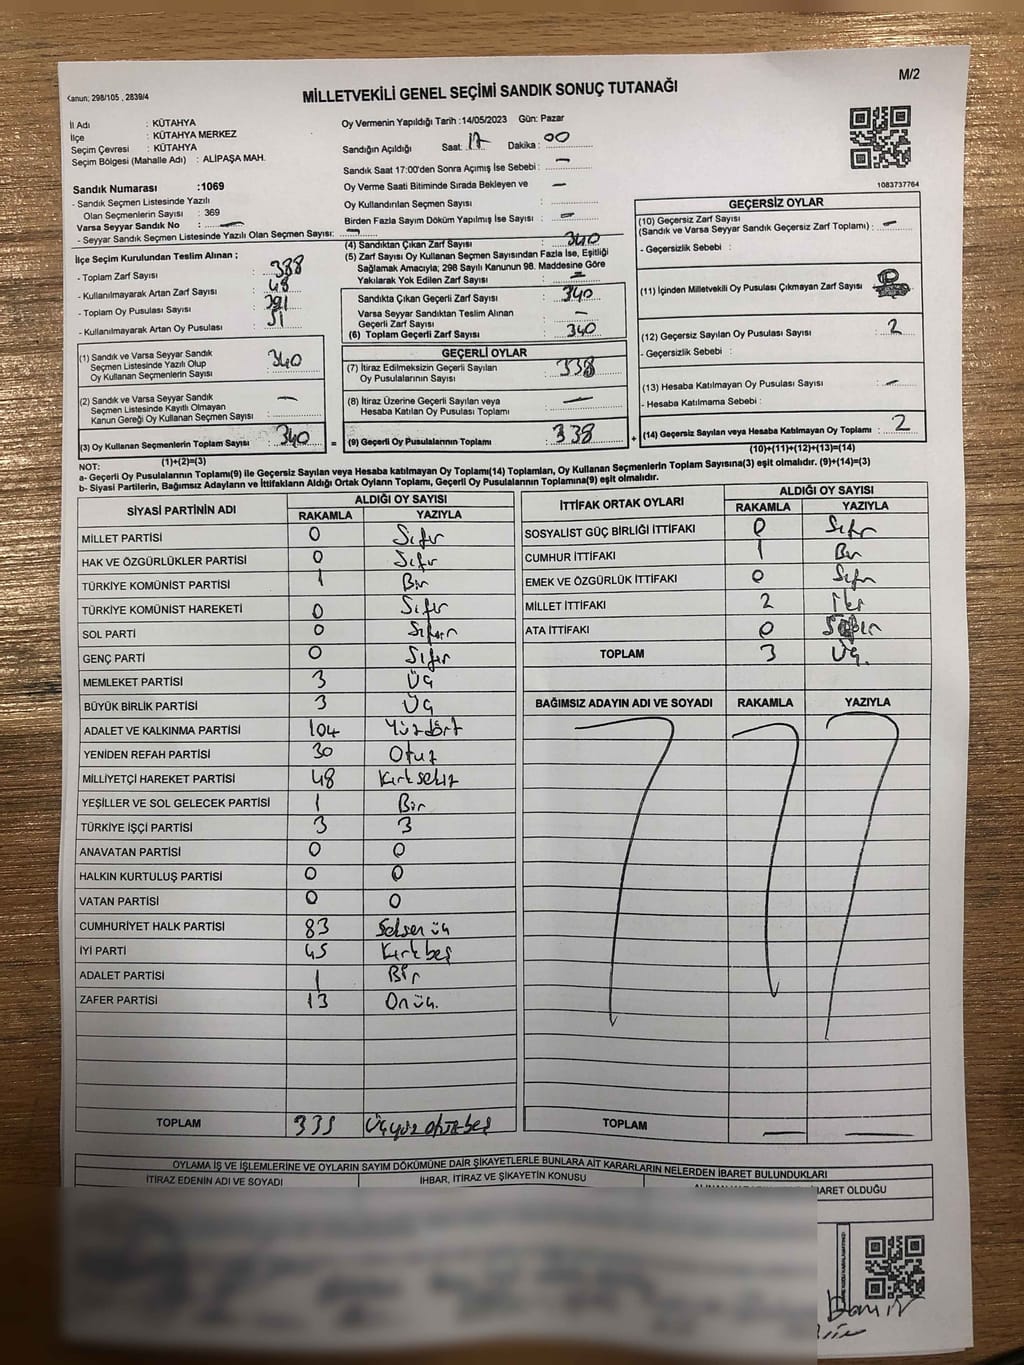 M/2
Kanun: 298/105 , 2839/4
MİLLETVEKİLİ GENEL SEÇİMİ SANDIK SONUÇ TUTANAĞI
İl Adı : KÜTAHYA
İlçe : KÜTAHYA MERKEZ
Seçim Çevresi : KÜTAHYA
Seçim Bölgesi (Mahalle Adı) : ALİPAŞA MAH.
Sandık Numarası :1069
- Sandık Seçmen Listesinde Yazılı
Olan Seçmenlerin Sayısı : 369
Varsa Seyyar Sandık No : —
- Seyyar Sandık Seçmen Listesinde Yazılı Olan Seçmen Sayısı: —
İlçe Seçim Kurulundan Teslim Alınan ;
- Toplam Zarf Sayısı : 388
- Kullanılmayarak Artan Zarf Sayısı : 48
- Toplam Oy Pusulası Sayısı : 391
- Kullanılmayarak Artan Oy Pusulası : 51
(1) Sandık ve Varsa Seyyar Sandık
Seçmen Listesinde Yazılı Olup
Oy Kullanan Seçmenlerin Sayısı : 340
(2) Sandık ve Varsa Seyyar Sandık
Seçmen Listesinde Kayıtlı Olmayan
Kanun Gereği Oy Kullanan Seçmen Sayısı : —
(3) Oy Kullanan Seçmenlerin Toplam Sayısı : 340
(1)+(2)=(3)
Oy Vermenin Yapıldığı Tarih :14/05/2023 Gün: Pazar
Sandığın Açıldığı Saat: 17 Dakika : 00
Sandık Saat 17:00'den Sonra Açımış İse Sebebi : —
Oy Verme Saati Bitiminde Sırada Bekleyen ve —
Oy Kullandırılan Seçmen Sayısı :
Birden Fazla Sayım Döküm Yapılmış İse Sayısı : —
(4) Sandıktan Çıkan Zarf Sayısı : 340
(5) Zarf Sayısı Oy Kullanan Seçmen Sayısından Fazla İse, Eşitliği
Sağlamak Amacıyla; 298 Sayılı Kanunun 98. Maddesine Göre
Yakılarak Yok Edilen Zarf Sayısı : —
Sandıkta Çıkan Geçerli Zarf Sayısı : 340
Varsa Seyyar Sandıktan Teslim Alınan
Geçerli Zarf Sayısı : —
(6) Toplam Geçerli Zarf Sayısı : 340
GEÇERLİ OYLAR
(7) İtiraz Edilmeksizin Geçerli Sayılan
Oy Pusulalarının Sayısı : 338
(8) İtiraz Üzerine Geçerli Sayılan veya
Hesaba Katılan Oy Pusulası Toplamı : —
= (9) Geçerli Oy Pusulalarının Toplamı : 338
1083737764
GEÇERSİZ OYLAR
(10) Geçersiz Zarf Sayısı
(Sandık ve Varsa Seyyar Sandık Geçersiz Zarf Toplamı) : —
- Geçersizlik Sebebi :
(11) İçinden Milletvekili Oy Pusulası Çıkmayan Zarf Sayısı
(12) Geçersiz Sayılan Oy Pusulası Sayısı : 2
- Geçersizlik Sebebi :
(13) Hesaba Katılmayan Oy Pusulası Sayısı : —
- Hesaba Katılmama Sebebi :
+ (14) Geçersiz Sayılan veya Hesaba Katılmayan Oy Toplamı : 2
(10)+(11)+(12)+(13)=(14)
NOT:
a- Geçerli Oy Pusulalarının Toplamı(9) ile Geçersiz Sayılan veya Hesaba katılmayan Oy Toplamı(14) Toplamları, Oy Kullanan Seçmenlerin Toplam Sayısına(3) eşit olmalıdır. (9)+(14)=(3)
b- Siyasi Partilerin, Bağımsız Adayların ve İttifakların Aldığı Ortak Oyların Toplamı, Geçerli Oy Pusulalarının Toplamına(9) eşit olmalıdır.
SİYASİ PARTİNİN ADI ALDIĞI OY SAYISI
RAKAMLA YAZIYLA
MİLLET PARTİSİ 0 Sıfır
HAK VE ÖZGÜRLÜKLER PARTİSİ 0 Sıfır
TÜRKİYE KOMÜNİST PARTİSİ 1 Bir
TÜRKİYE KOMÜNİST HAREKETİ 0 Sıfır
SOL PARTİ 0
GENÇ PARTİ 0 Sıfır
MEMLEKET PARTİSİ 3 Üç
BÜYÜK BİRLİK PARTİSİ 3 Üç
ADALET VE KALKINMA PARTİSİ 104 Yüzdört
YENİDEN REFAH PARTİSİ 30 Otuz
MİLLİYETÇİ HAREKET PARTİSİ 48 Kırksekiz
YEŞİLLER VE SOL GELECEK PARTİSİ 1 Bir
TÜRKİYE İŞÇİ PARTİSİ 3 3
ANAVATAN PARTİSİ 0 0
HALKIN KURTULUŞ PARTİSİ 0 0
VATAN PARTİSİ 0 0
CUMHURİYET HALK PARTİSİ 83 Seksen üç
İYİ PARTİ 45 Kırkbeş
ADALET PARTİSİ 1 Bir
ZAFER PARTİSİ 13 Onüç.
TOPLAM 335 Üçyüz otuzbeş
İTTİFAK ORTAK OYLARI ALDIĞI OY SAYISI
RAKAMLA YAZIYLA
SOSYALİST GÜÇ BİRLİĞİ İTTİFAKI 0 Sıfır
CUMHUR İTTİFAKI 1 Bir
EMEK VE ÖZGÜRLÜK İTTİFAKI 0 Sıfır
MİLLET İTTİFAKI 2 İki
ATA İTTİFAKI 0
TOPLAM 3 Üç.
BAĞIMSIZ ADAYIN ADI VE SOYADI RAKAMLA YAZIYLA
TOPLAM — —
OYLAMA İŞ VE İŞLEMLERİNE VE OYLARIN SAYIM DÖKÜMÜNE DAİR ŞİKAYETLERLE BUNLARA AİT KARARLARIN NELERDEN İBARET BULUNDUKLARI
İTİRAZ EDENİN ADI VE SOYADI İHBAR, İTİRAZ VE ŞİKAYETİN KONUSU İBARET OLDUĞU